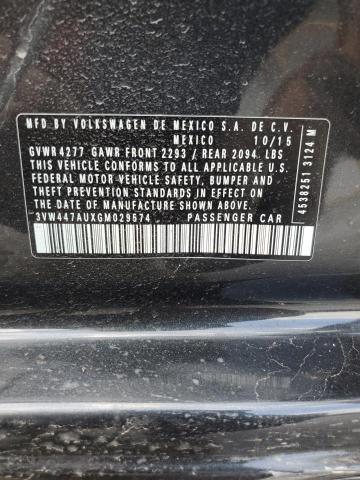 MFD BY VOLKSWAGEN DE MEXICO S.A. DE C.V.
MEXICO 10/15
GVWR 4277 GAWR FRONT 2293 / REAR 2094 LBS
THIS VEHICLE CONFORMS TO ALL APPLICABLE U.S.
FEDERAL MOTOR VEHICLE SAFETY, BUMPER AND
THEFT PREVENTION STANDARDS IN EFFECT ON
THE DATE OF MANUFACTURE SHOWN ABOVE
3VW447AUXGM029574 PASSENGER CAR
4538251 3124 M